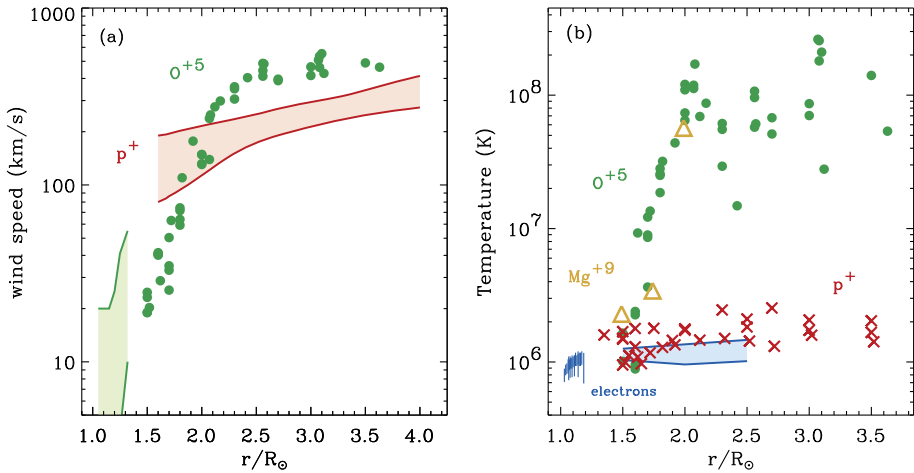 (a)
1000
100
10
wind speed (km/s)
O+5
p+
1.0 1.5 2.0 2.5 3.0 3.5 4.0
r/R⊙
(b)
10^8
10^7
10^6
Temperature (K)
O+5
Mg+9
p+
electrons
1.0 1.5 2.0 2.5 3.0 3.5
r/R⊙